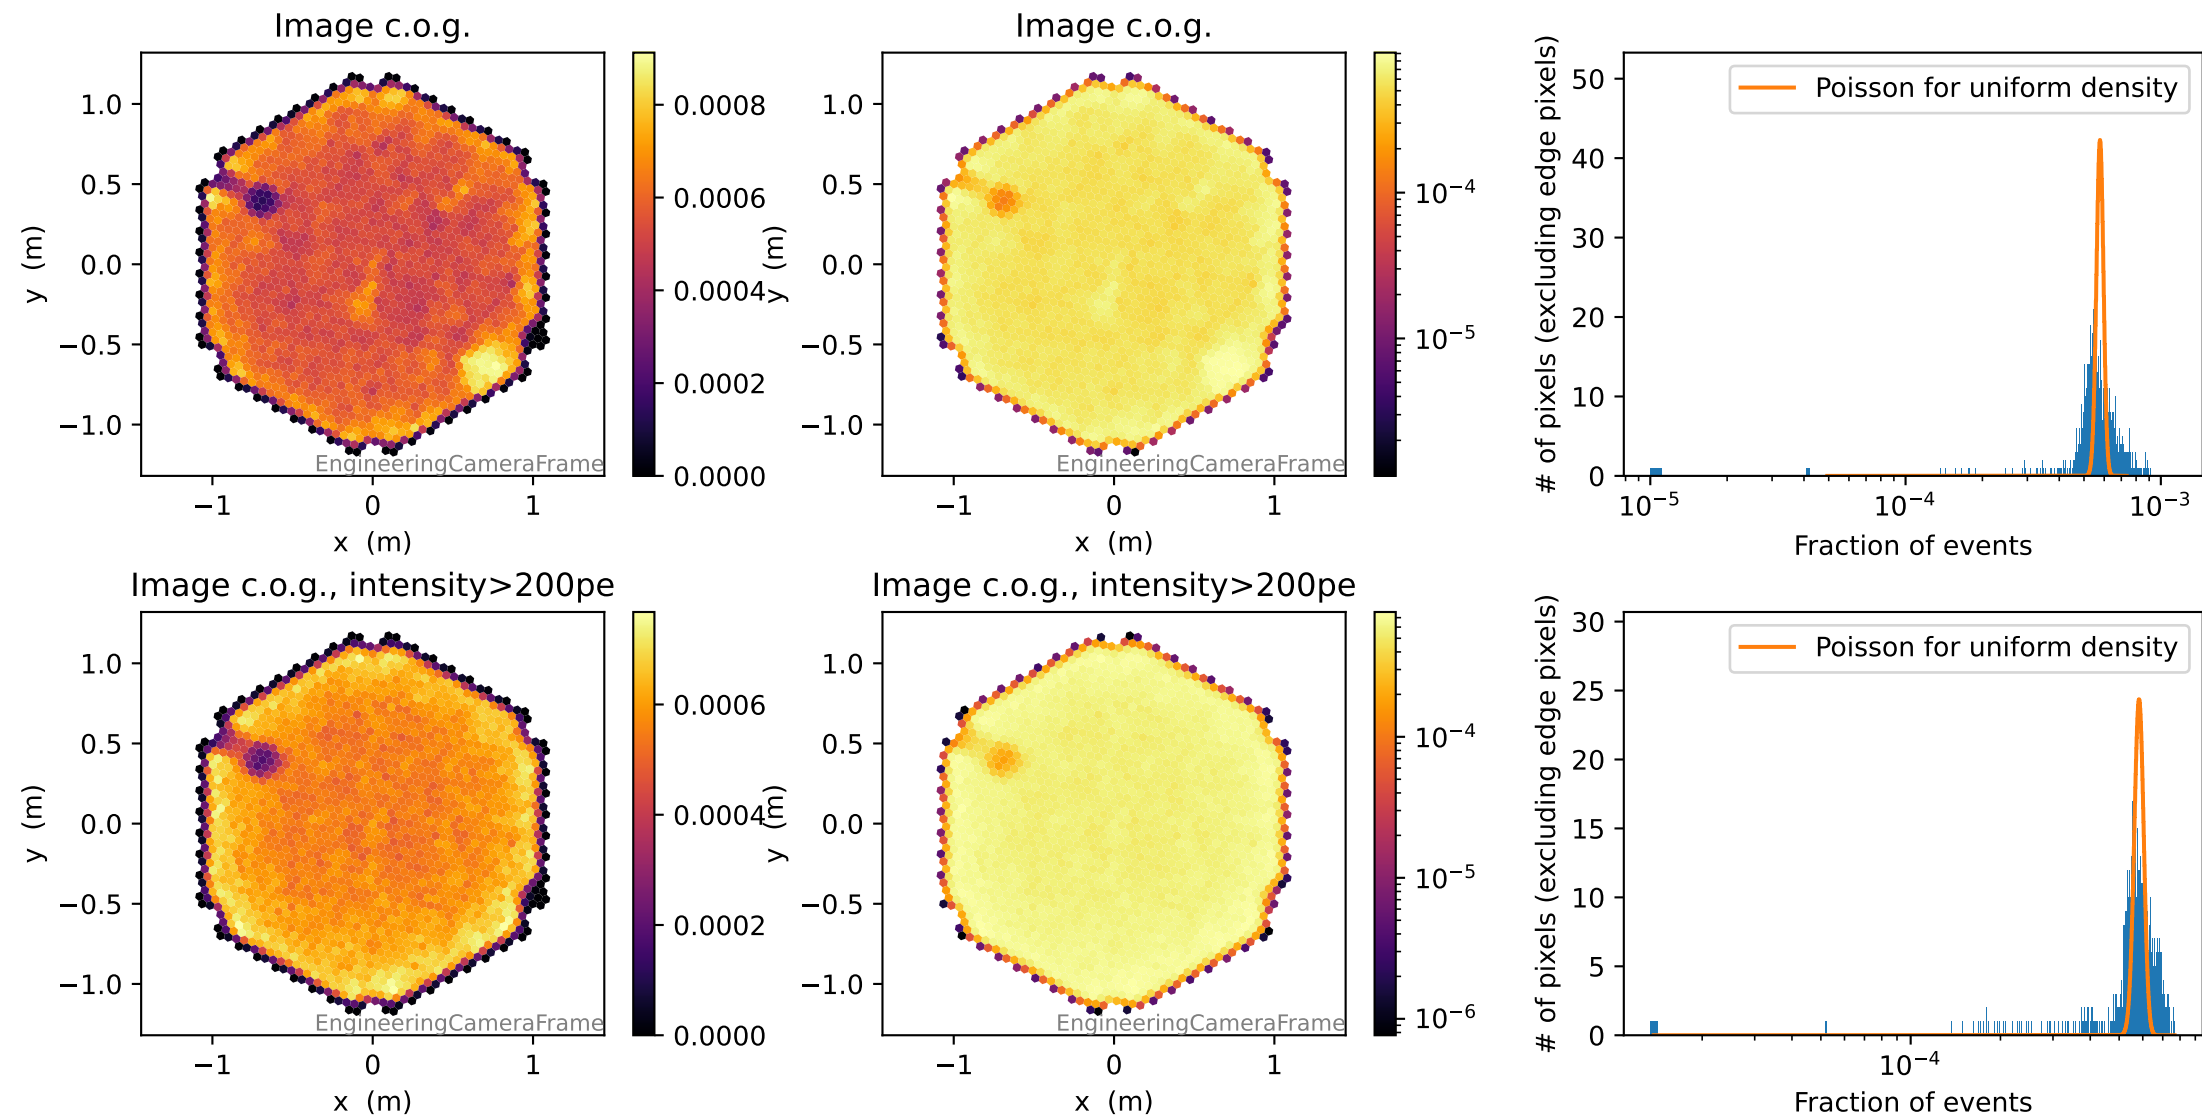 Image c.o.g.
1.0
0.5
0.0
−0.5
−1.0
y (m)
−1
0
1
x (m)
EngineeringCameraFrame
0.0008
0.0006
0.0004
0.0002
0.0000
Image c.o.g.
1.0
0.5
0.0
−0.5
−1.0
y (m)
−1
0
1
x (m)
EngineeringCameraFrame
10−4
10−5
Poisson for uniform density
50
40
30
20
10
0
# of pixels (excluding edge pixels)
10−5
10−4
10−3
Fraction of events
Image c.o.g., intensity>200pe
1.0
0.5
0.0
−0.5
−1.0
y (m)
−1
0
1
x (m)
EngineeringCameraFrame
0.0006
0.0004
0.0002
0.0000
Image c.o.g., intensity>200pe
1.0
0.5
0.0
−0.5
−1.0
y (m)
−1
0
1
x (m)
EngineeringCameraFrame
10−4
10−5
10−6
Poisson for uniform density
30
25
20
15
10
5
0
# of pixels (excluding edge pixels)
10−4
Fraction of events